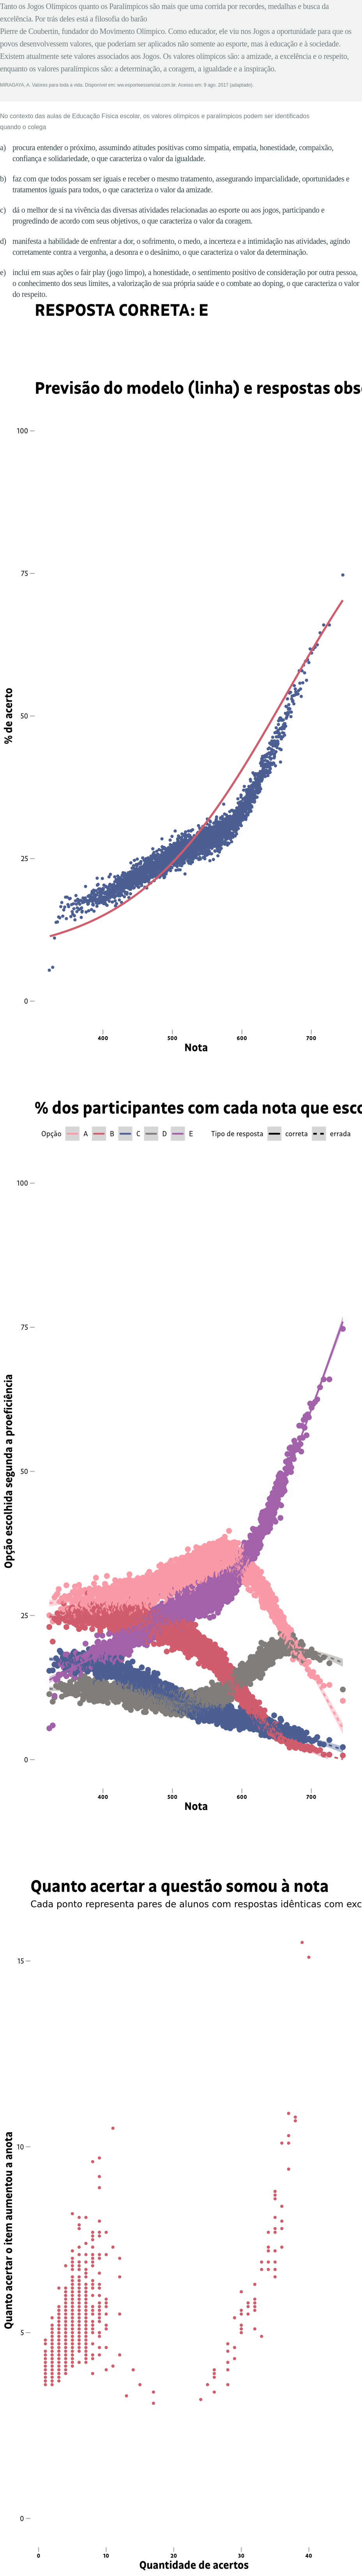 Tanto os Jogos Olímpicos quanto os Paralímpicos são mais que uma corrida por recordes, medalhas e busca da
excelência. Por trás deles está a filosofia do barão
Pierre de Coubertin, fundador do Movimento Olímpico. Como educador, ele viu nos Jogos a oportunidade para que os
povos desenvolvessem valores, que poderiam ser aplicados não somente ao esporte, mas à educação e à sociedade.
Existem atualmente sete valores associados aos Jogos. Os valores olímpicos são: a amizade, a excelência e o respeito,
enquanto os valores paralímpicos são: a determinação, a coragem, a igualdade e a inspiração.
MIRAGAYA, A. Valores para toda a vida. Disponível em: www.esporteessencial.com.br. Acesso em: 9 ago. 2017 (adaptado).
No contexto das aulas de Educação Física escolar, os valores olímpicos e paralímpicos podem ser identificados
quando o colega
a) procura entender o próximo, assumindo atitudes positivas como simpatia, empatia, honestidade, compaixão,
confiança e solidariedade, o que caracteriza o valor da igualdade.
b) faz com que todos possam ser iguais e receber o mesmo tratamento, assegurando imparcialidade, oportunidades e
tratamentos iguais para todos, o que caracteriza o valor da amizade.
c) dá o melhor de si na vivência das diversas atividades relacionadas ao esporte ou aos jogos, participando e
progredindo de acordo com seus objetivos, o que caracteriza o valor da coragem.
d) manifesta a habilidade de enfrentar a dor, o sofrimento, o medo, a incerteza e a intimidação nas atividades, agindo
corretamente contra a vergonha, a desonra e o desânimo, o que caracteriza o valor da determinação.
e) inclui em suas ações o fair play (jogo limpo), a honestidade, o sentimento positivo de consideração por outra pessoa,
o conhecimento dos seus limites, a valorização de sua própria saúde e o combate ao doping, o que caracteriza o valor
do respeito.
RESPOSTA CORRETA: E
Previsão do modelo (linha) e respostas obs
100
75
50
25
0
% de acerto
400 500 600 700
Nota
% dos participantes com cada nota que esco
Opção A B C D E Tipo de resposta correta errada
100
75
50
25
0
Opção escolhida segunda a proeficiência
400 500 600 700
Nota
Quanto acertar a questão somou à nota
Cada ponto representa pares de alunos com respostas idênticas com exc
15
10
5
0
Quanto acertar o item aumentou a anota
0 10 20 30 40
Quantidade de acertos